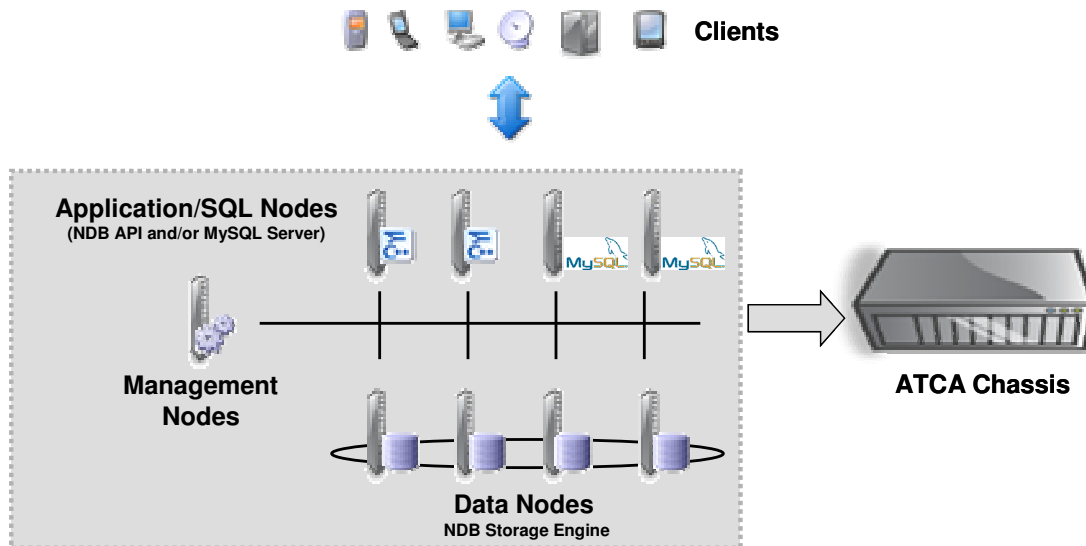 Clients
Application/SQL Nodes
(NDB API and/or MySQL Server)
C++
C++
MySQL
MySQL
Management
Nodes
ATCA Chassis
Data Nodes
NDB Storage Engine